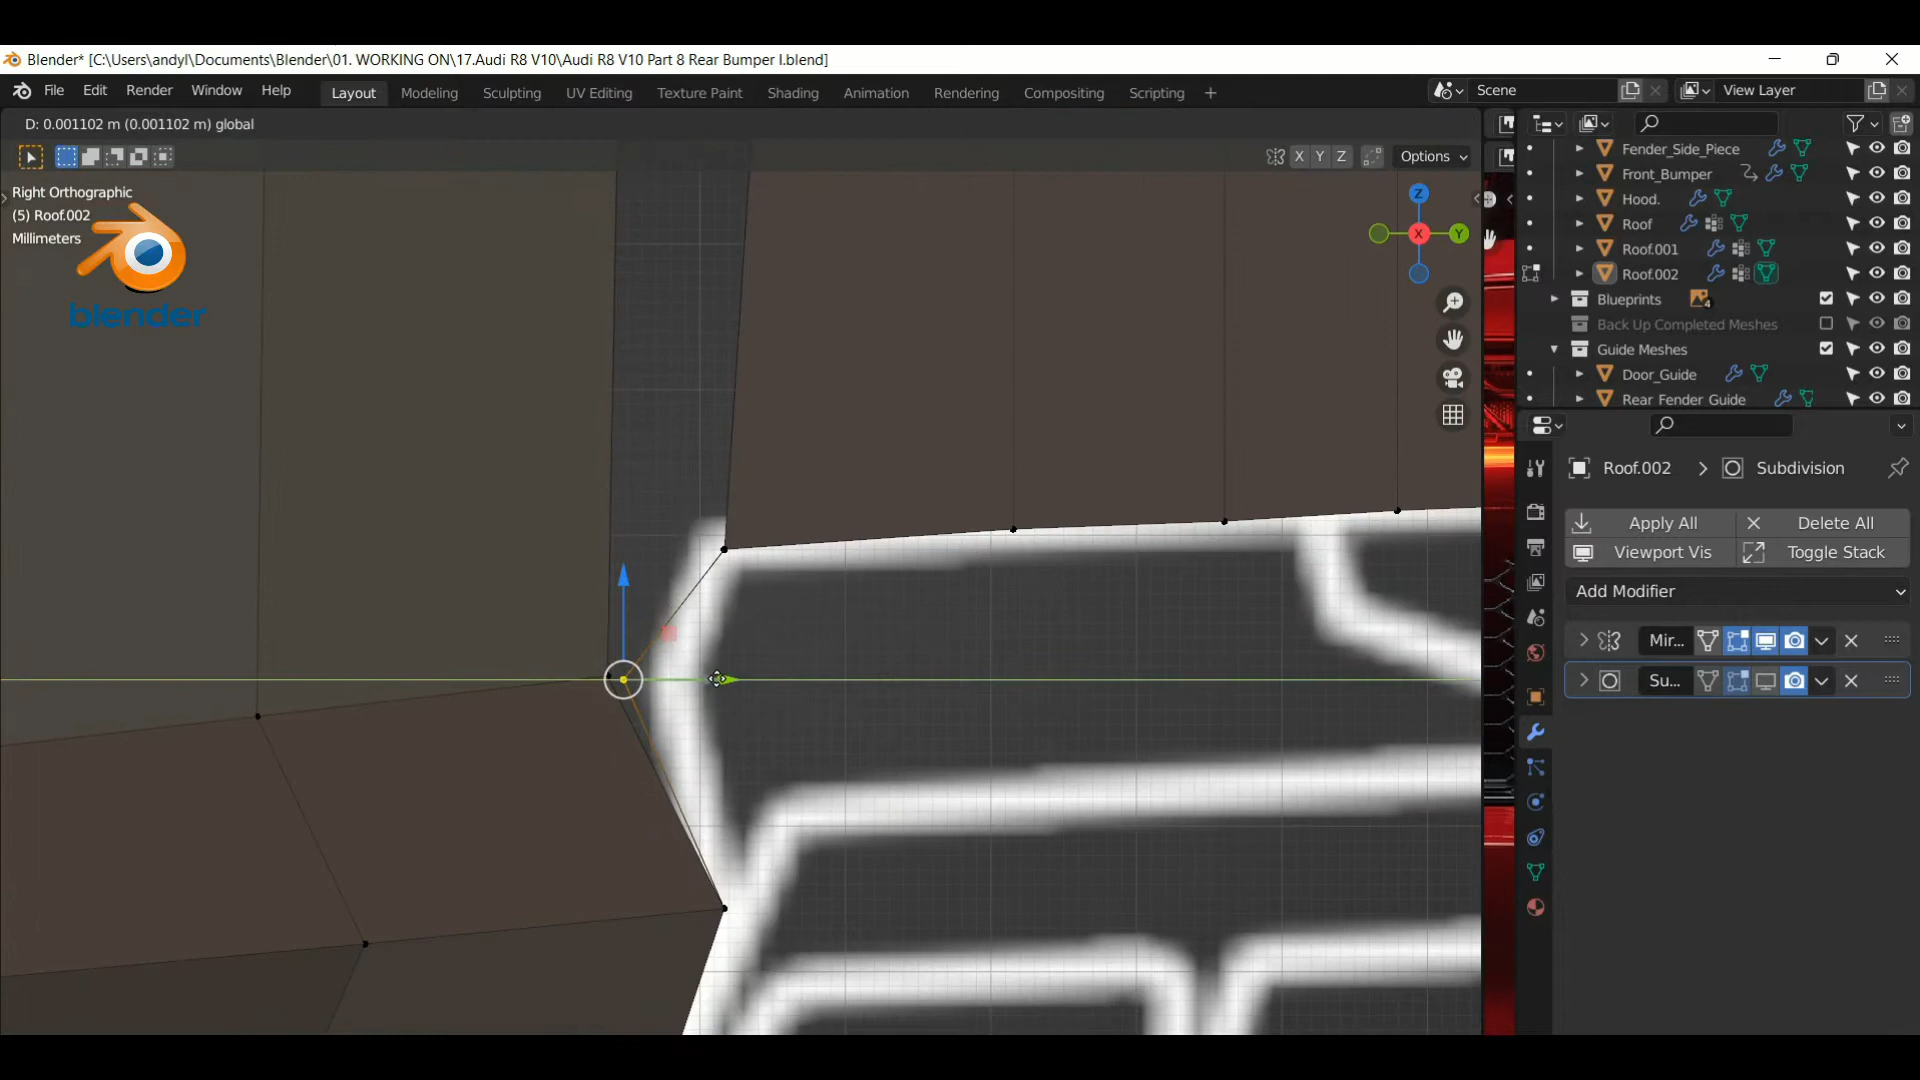 Blender* [C:\Users\andyl\Documents\Blender\01. WORKING ON\17.Audi R8 V10\Audi R8 V10 Part 8 Rear Bumper I.blend]
File Edit Render Window Help Layout Modeling Sculpting UV Editing Texture Paint Shading Animation Rendering Compositing Scripting + Scene View Layer
D: 0.001102 m (0.001102 m) global
X Y Z Options
Right Orthographic
(5) Roof.002
Millimeters
blender
Z
X
Y
Fender_Side_Piece
Front_Bumper
Hood.
Roof
Roof.001
Roof.002
Blueprints 4
Back Up Completed Meshes
Guide Meshes
Door_Guide
Rear Fender Guide
Roof.002 > Subdivision
Apply All Delete All
Viewport Vis Toggle Stack
Add Modifier
Mir...
Su...